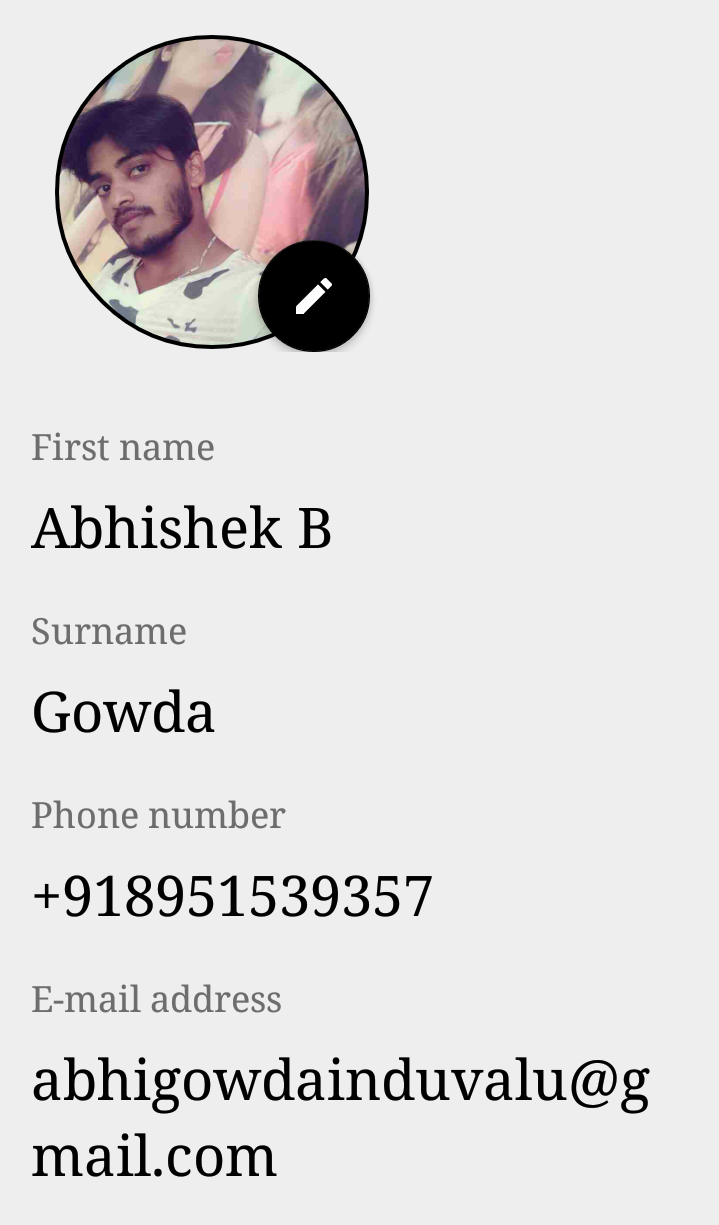 First name
Abhishek B
Surname
Gowda
Phone number
+918951539357
E-mail address
abhigowdainduvalu@g
mail.com